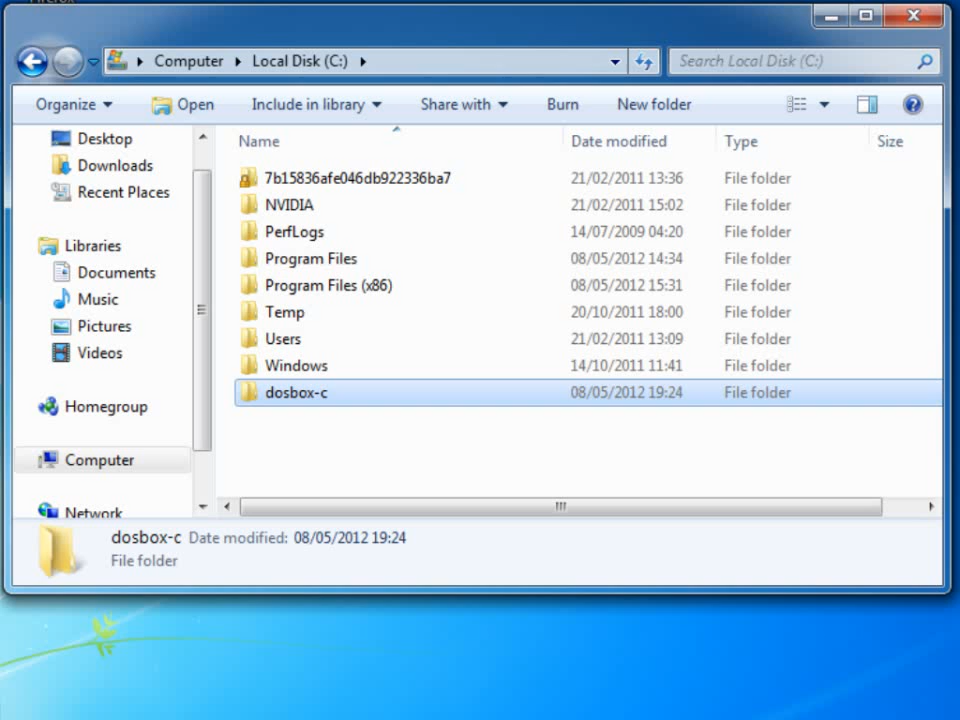 Computer Local Disk (C:) Search Local Disk (C:)
Organize Open Include in library Share with Burn New folder
Name Date modified Type Size
Desktop
Downloads
Recent Places
Libraries
Documents
Music
Pictures
Videos
Homegroup
Computer
Network
7b15836afe046db922336ba7 21/02/2011 13:36 File folder
NVIDIA 21/02/2011 15:02 File folder
PerfLogs 14/07/2009 04:20 File folder
Program Files 08/05/2012 14:34 File folder
Program Files (x86) 08/05/2012 15:31 File folder
Temp 20/10/2011 18:00 File folder
Users 21/02/2011 13:09 File folder
Windows 14/10/2011 11:41 File folder
dosbox-c 08/05/2012 19:24 File folder
dosbox-c Date modified: 08/05/2012 19:24
File folder